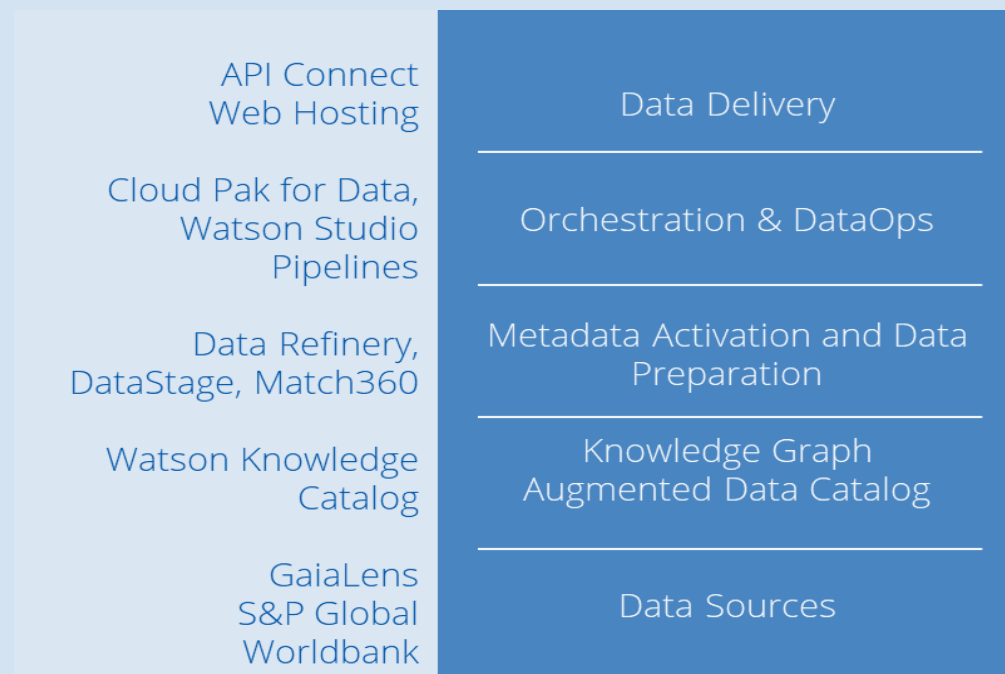 API Connect
Web Hosting
Data Delivery
Cloud Pak for Data,
Watson Studio
Pipelines
Orchestration & DataOps
Data Refinery,
DataStage, Match360
Metadata Activation and Data
Preparation
Watson Knowledge
Catalog
Knowledge Graph
Augmented Data Catalog
GaiaLens
S&P Global
Worldbank
Data Sources